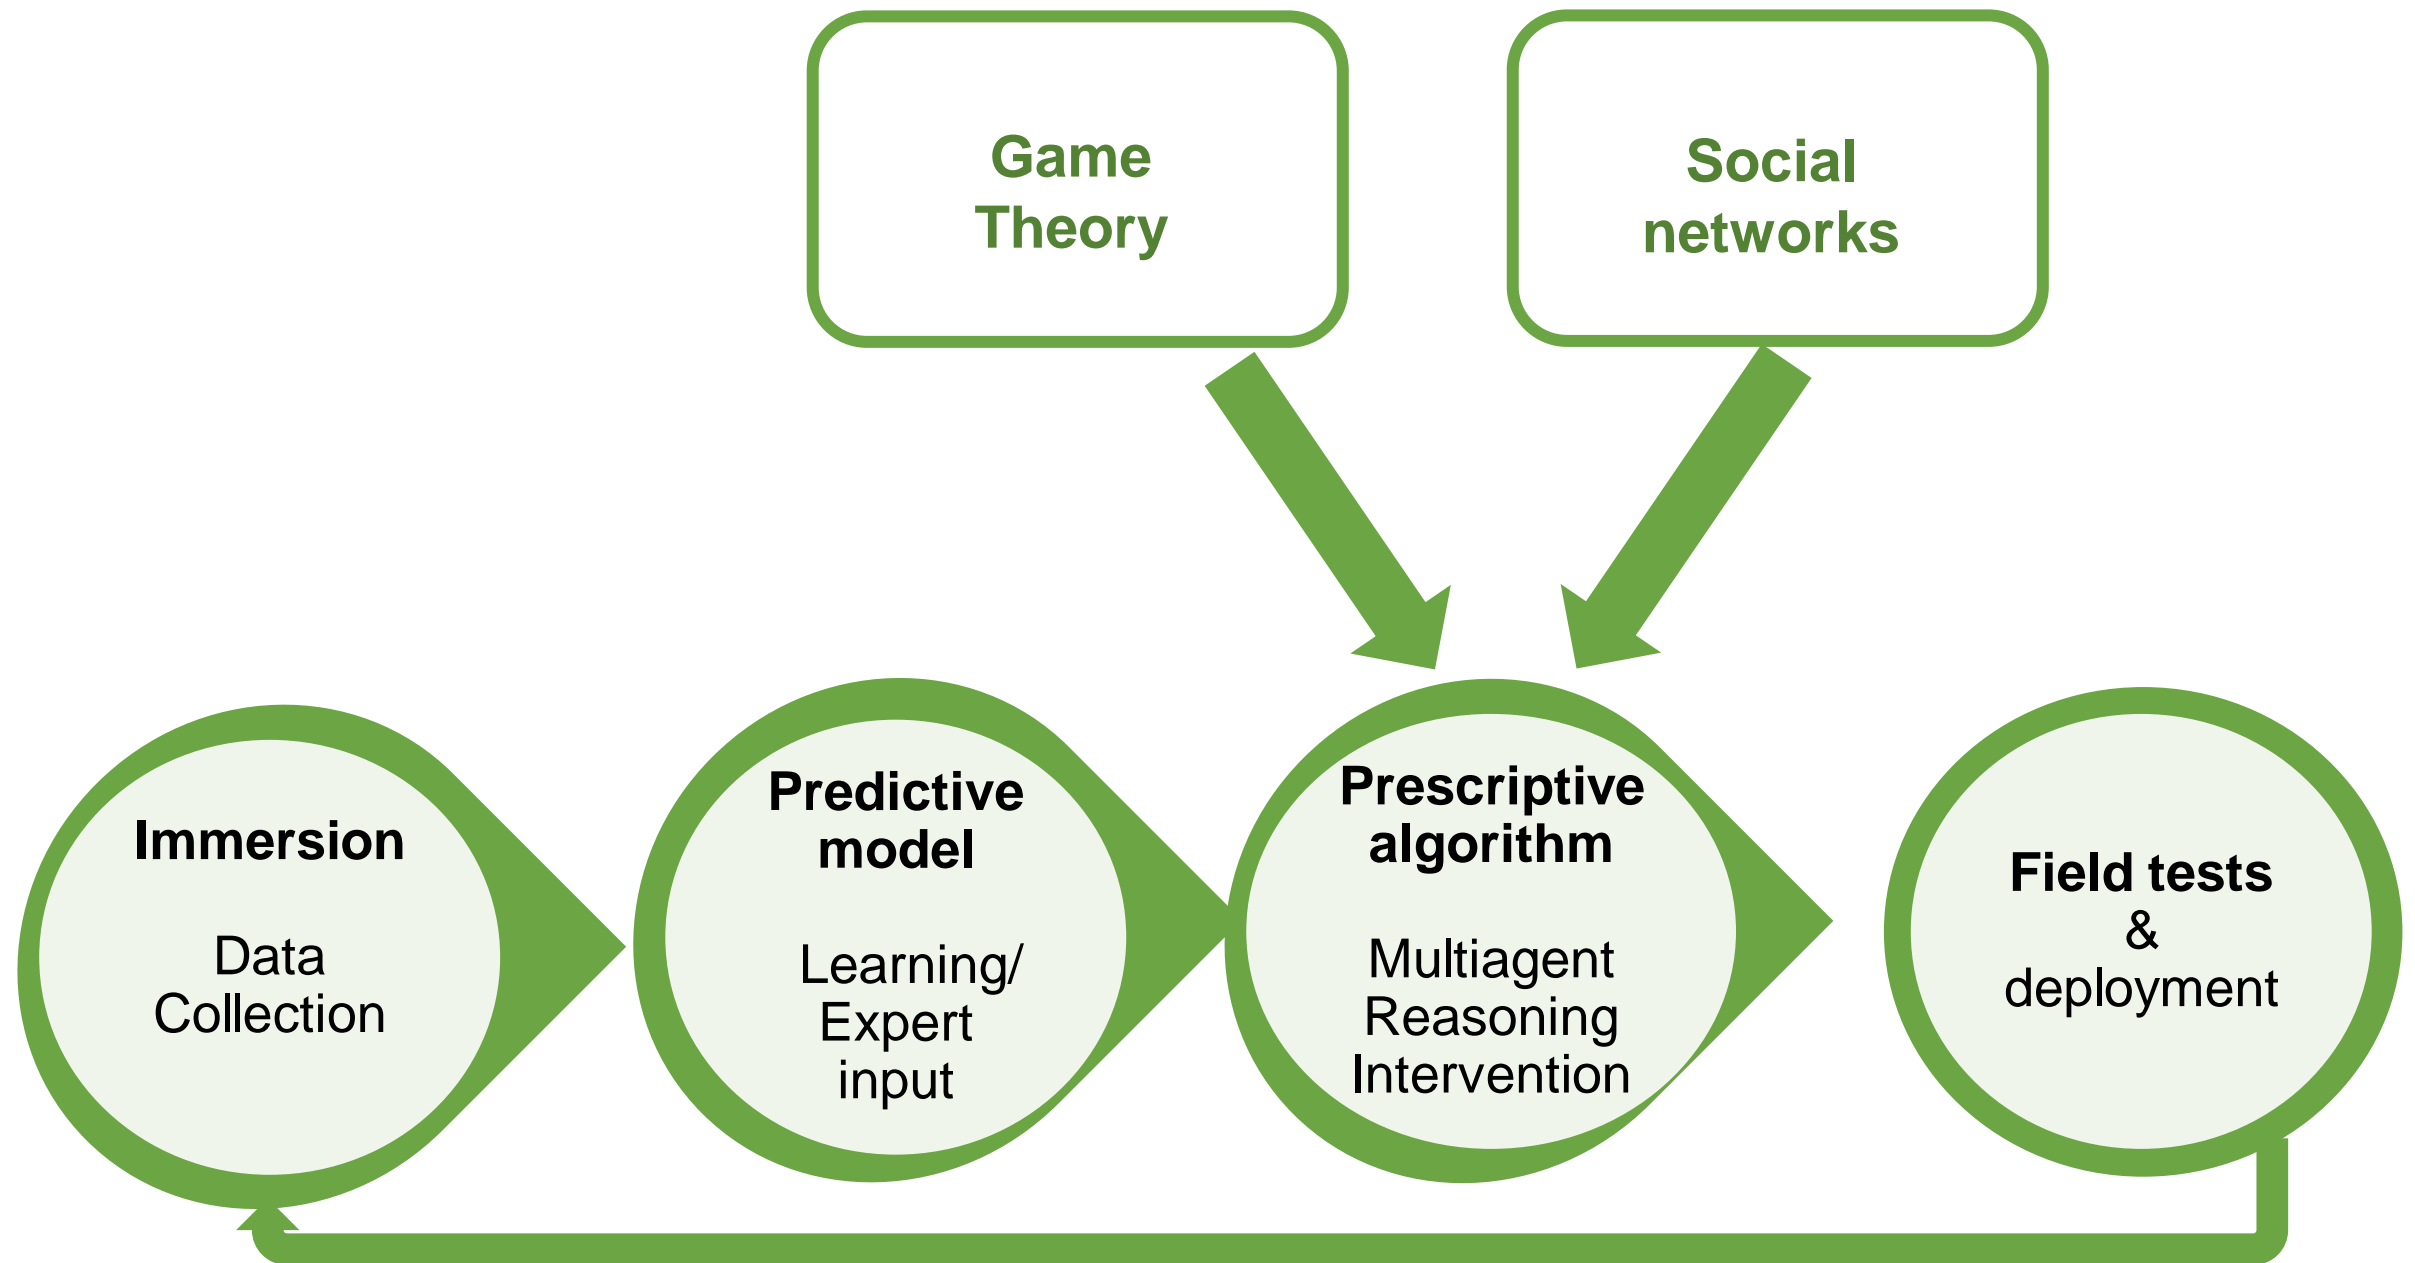 Game
Theory
Social
networks
Immersion
Data
Collection
Predictive
model
Learning/
Expert
input
Prescriptive
algorithm
Multiagent
Reasoning
Intervention
Field tests
&
deployment